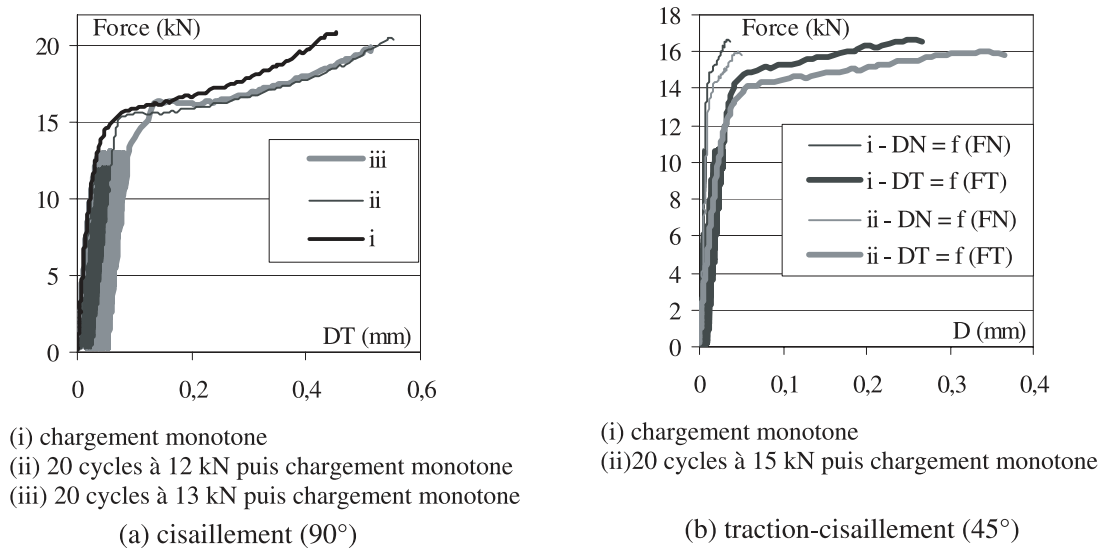 Force (kN)
20
15
10
5
0
iii
ii
i
DT (mm)
0
0,2
0,4
0,6
(i) chargement monotone
(ii) 20 cycles à 12 kN puis chargement monotone
(iii) 20 cycles à 13 kN puis chargement monotone
(a) cisaillement (90°)
18
Force (kN)
16
14
12
10
8
6
4
2
0
i - DN = f (FN)
i - DT = f (FT)
ii - DN = f (FN)
ii - DT = f (FT)
D (mm)
0
0,1
0,2
0,3
0,4
(i) chargement monotone
(ii)20 cycles à 15 kN puis chargement monotone
(b) traction-cisaillement (45°)